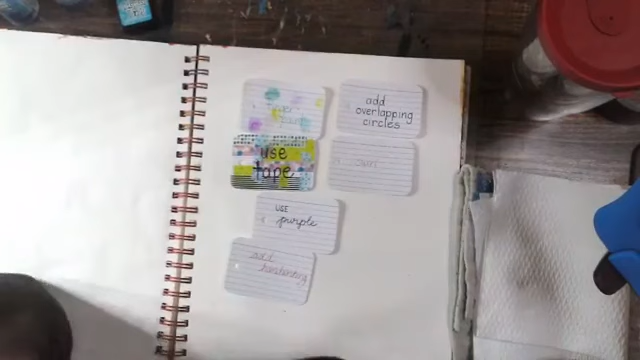 add
overlapping
circles
use
tape
USE
purple
add
handwriting